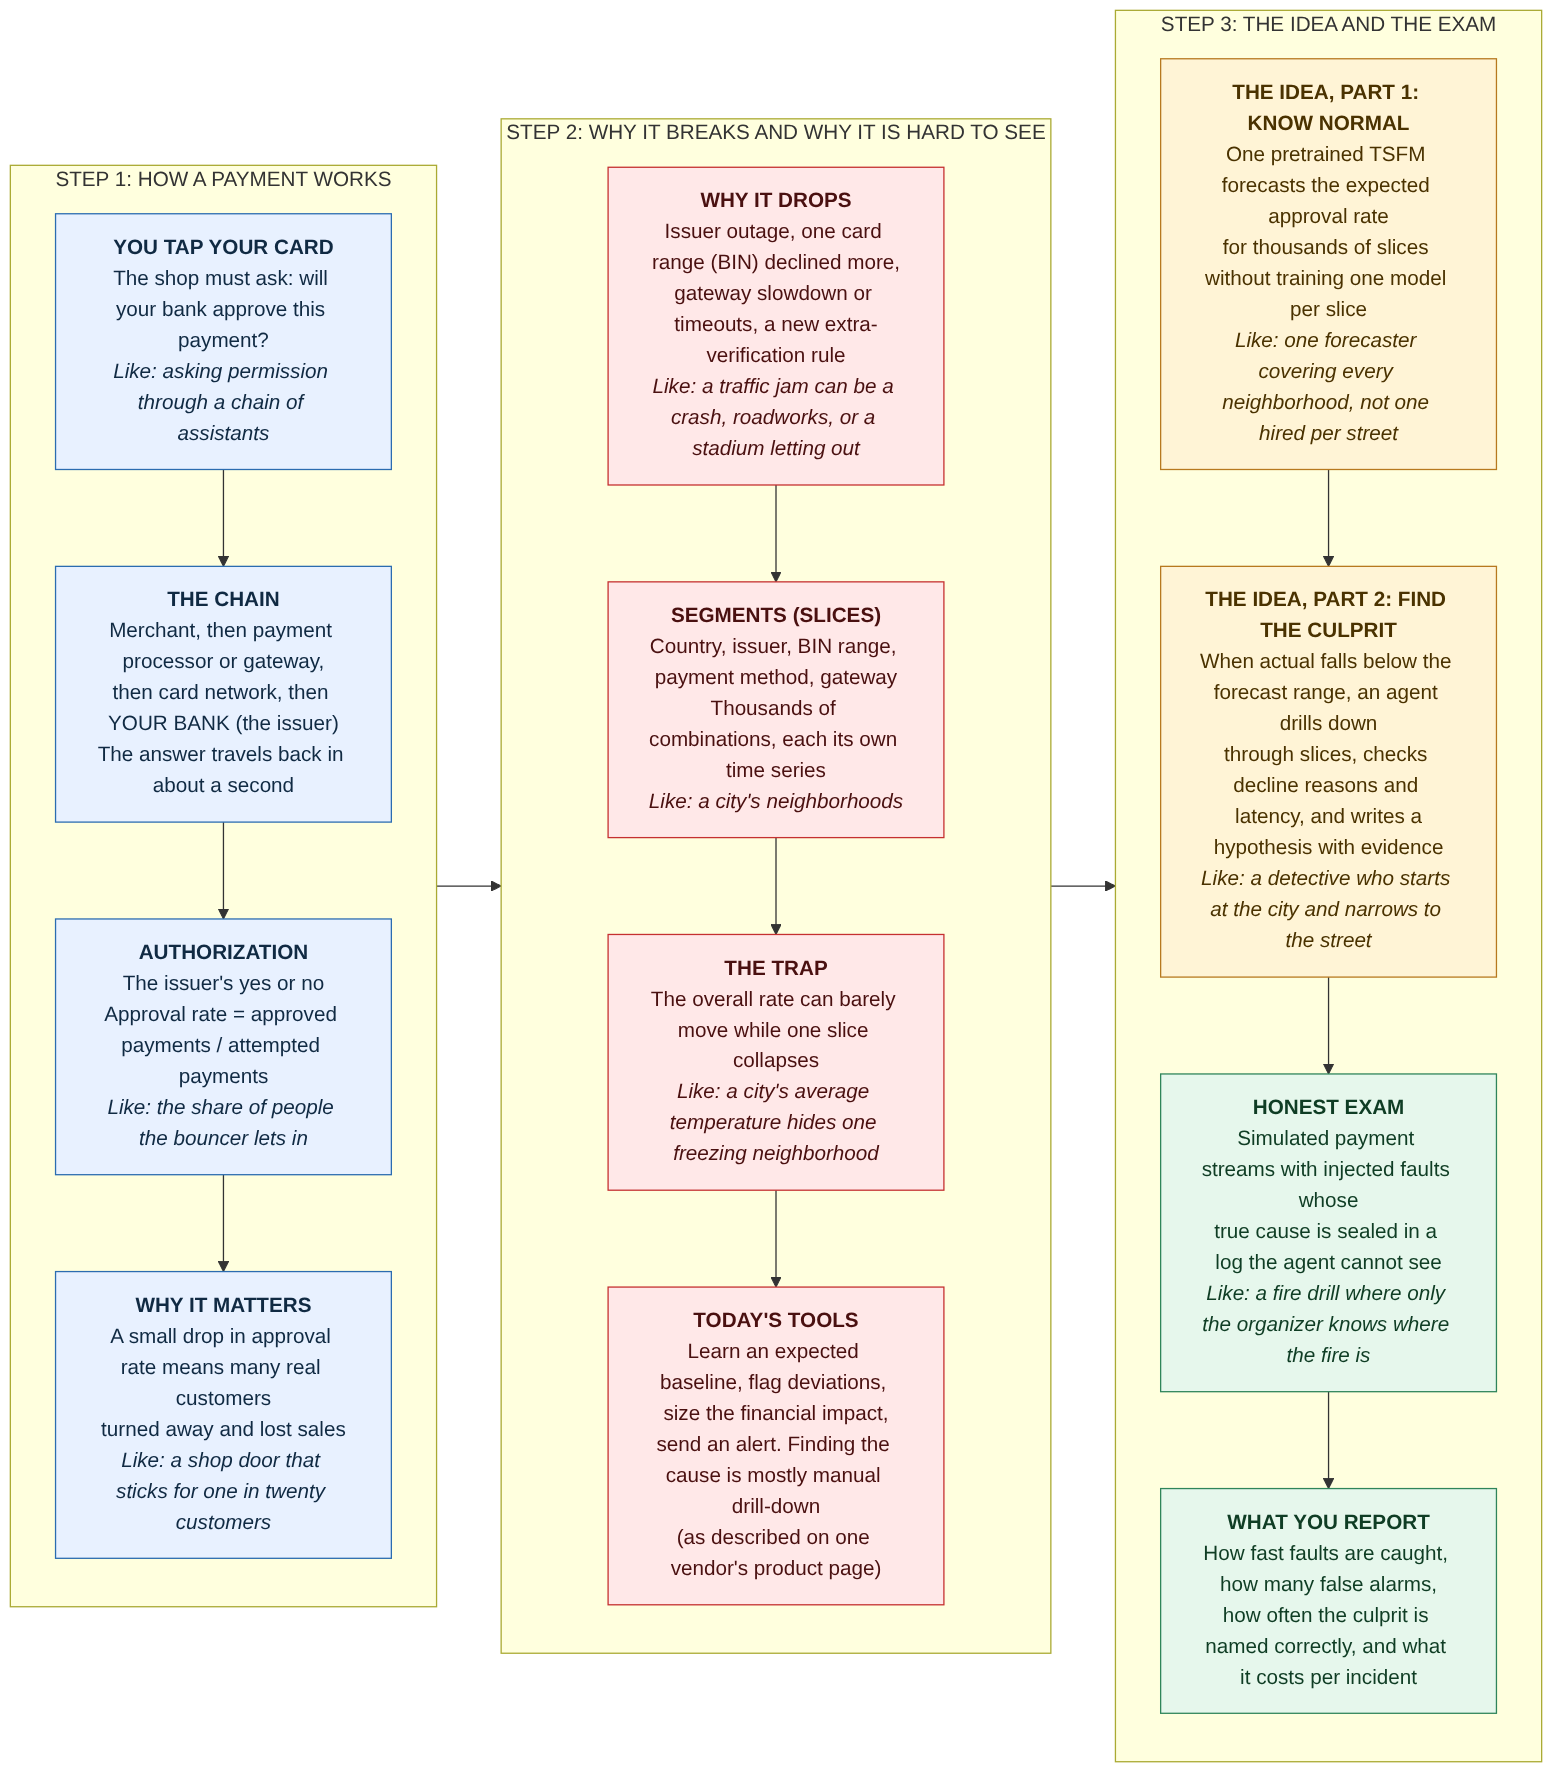 STEP 1: HOW A PAYMENT WORKS
YOU TAP YOUR CARD
The shop must ask: will
your bank approve this
payment?
Like: asking permission
through a chain of
assistants
THE CHAIN
Merchant, then payment
processor or gateway,
then card network, then
YOUR BANK (the issuer)
The answer travels back in
about a second
AUTHORIZATION
The issuer's yes or no
Approval rate = approved
payments / attempted
payments
Like: the share of people
the bouncer lets in
WHY IT MATTERS
A small drop in approval
rate means many real
customers
turned away and lost sales
Like: a shop door that
sticks for one in twenty
customers
STEP 2: WHY IT BREAKS AND WHY IT IS HARD TO SEE
WHY IT DROPS
Issuer outage, one card
range (BIN) declined more,
gateway slowdown or
timeouts, a new extra-
verification rule
Like: a traffic jam can be a
crash, roadworks, or a
stadium letting out
SEGMENTS (SLICES)
Country, issuer, BIN range,
payment method, gateway
Thousands of
combinations, each its own
time series
Like: a city's neighborhoods
THE TRAP
The overall rate can barely
move while one slice
collapses
Like: a city's average
temperature hides one
freezing neighborhood
TODAY'S TOOLS
Learn an expected
baseline, flag deviations,
size the financial impact,
send an alert. Finding the
cause is mostly manual
drill-down
(as described on one
vendor's product page)
STEP 3: THE IDEA AND THE EXAM
THE IDEA, PART 1:
KNOW NORMAL
One pretrained TSFM
forecasts the expected
approval rate
for thousands of slices
without training one model
per slice
Like: one forecaster
covering every
neighborhood, not one
hired per street
THE IDEA, PART 2: FIND
THE CULPRIT
When actual falls below the
forecast range, an agent
drills down
through slices, checks
decline reasons and
latency, and writes a
hypothesis with evidence
Like: a detective who starts
at the city and narrows to
the street
HONEST EXAM
Simulated payment
streams with injected faults
whose
true cause is sealed in a
log the agent cannot see
Like: a fire drill where only
the organizer knows where
the fire is
WHAT YOU REPORT
How fast faults are caught,
how many false alarms,
how often the culprit is
named correctly, and what
it costs per incident